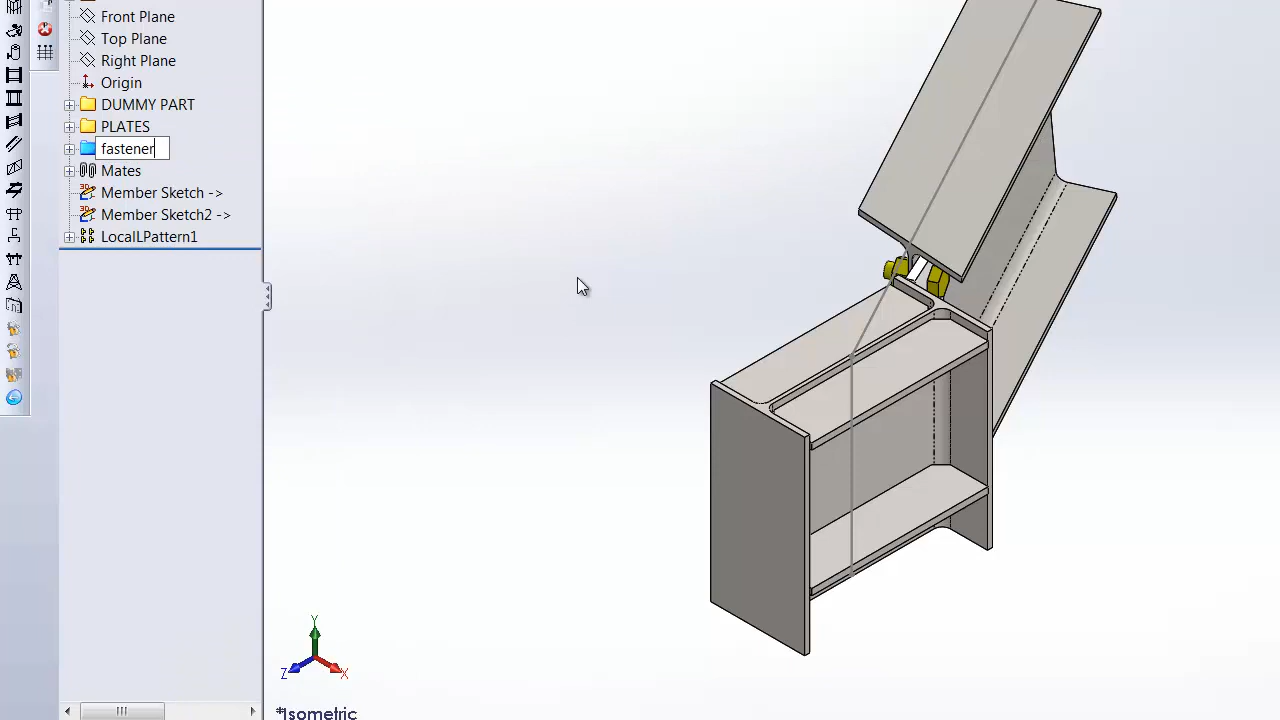 Front Plane
Top Plane
Right Plane
Origin
DUMMY PART
PLATES
fastener
Mates
Member Sketch ->
Member Sketch2 ->
LocalLPattern1
Y
Z
X
*Isometric